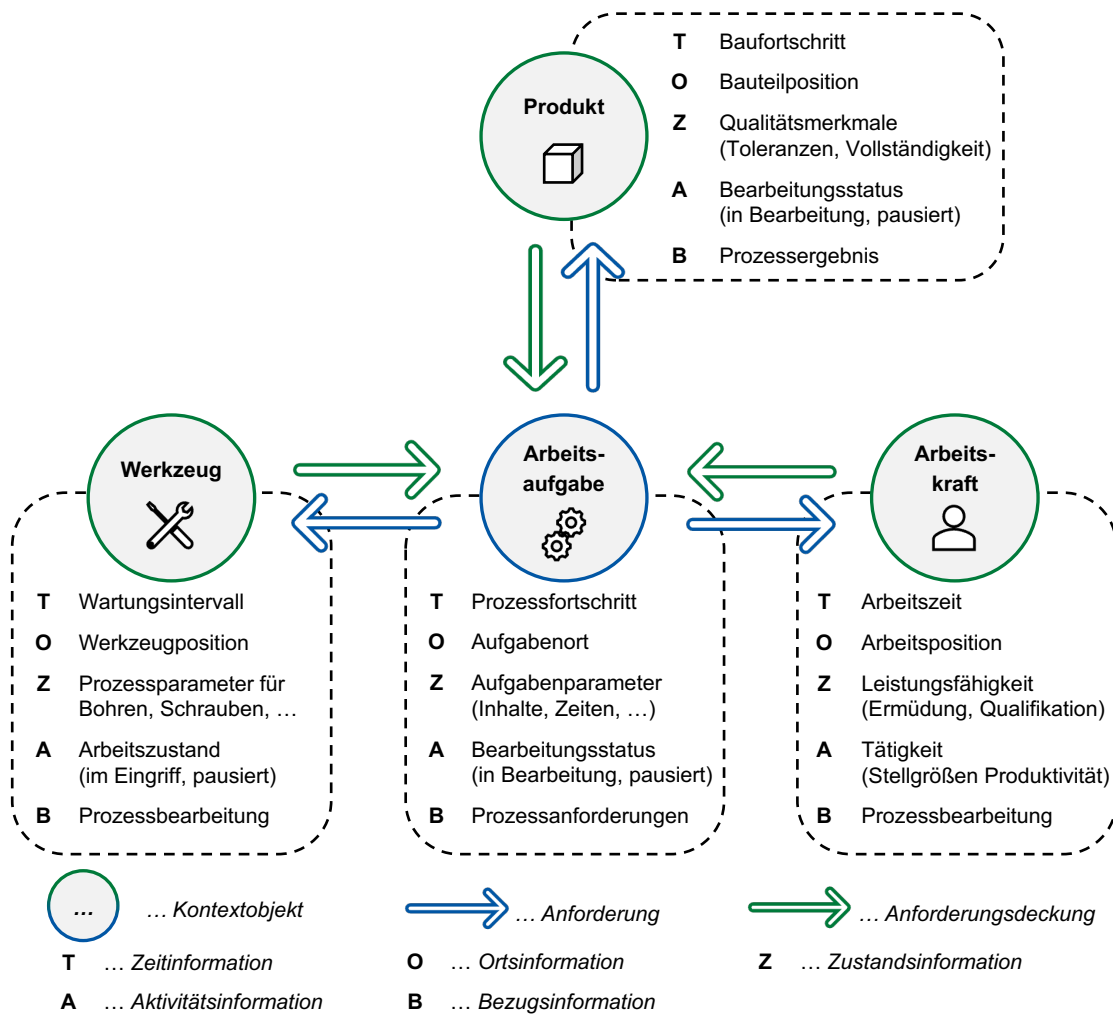 Produkt
T Baufortschritt
O Bauteilposition
Z Qualitätsmerkmale
(Toleranzen, Vollständigkeit)
A Bearbeitungsstatus
(in Bearbeitung, pausiert)
B Prozessergebnis
Werkzeug
T Wartungsintervall
O Werkzeugposition
Z Prozessparameter für
Bohren, Schrauben, …
A Arbeitszustand
(im Eingriff, pausiert)
B Prozessbearbeitung
Arbeits-
aufgabe
T Prozessfortschritt
O Aufgabenort
Z Aufgabenparameter
(Inhalte, Zeiten, …)
A Bearbeitungsstatus
(in Bearbeitung, pausiert)
B Prozessanforderungen
Arbeits-
kraft
T Arbeitszeit
O Arbeitsposition
Z Leistungsfähigkeit
(Ermüdung, Qualifikation)
A Tätigkeit
(Stellgrößen Produktivität)
B Prozessbearbeitung
... … Kontextobjekt
… Anforderung
… Anforderungsdeckung
T … Zeitinformation
O … Ortsinformation
Z … Zustandsinformation
A … Aktivitätsinformation
B … Bezugsinformation